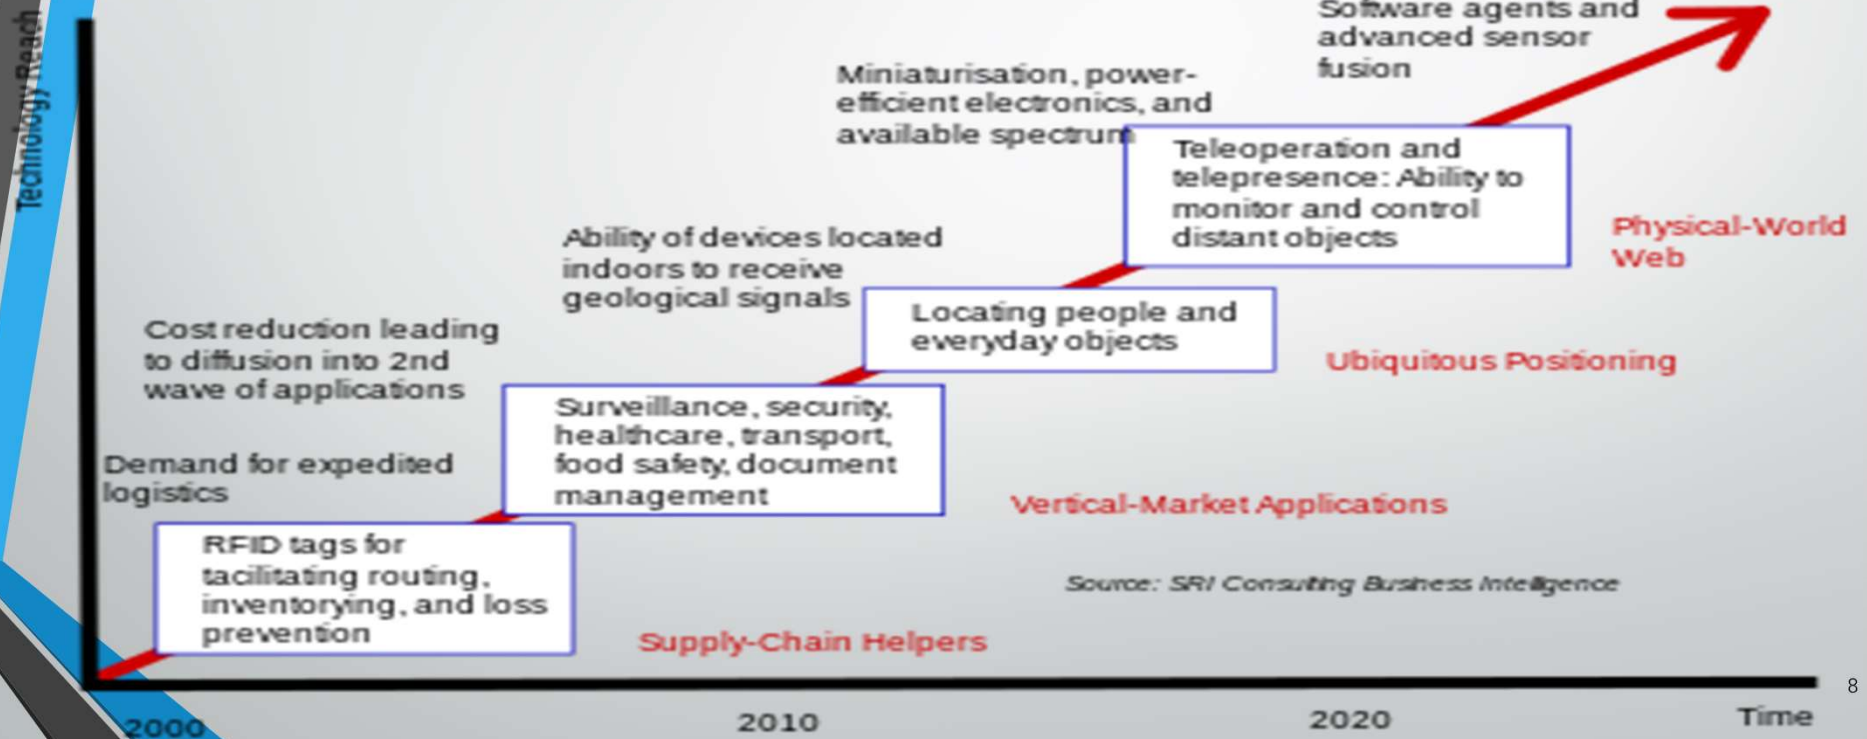 Technology Reach
Software agents and
advanced sensor
fusion
Miniaturisation, power-
efficient electronics, and
available spectrum
Teleoperation and
telepresence: Ability to
monitor and control
distant objects
Physical-World
Web
Ability of devices located
indoors to receive
geological signals
Locating people and
everyday objects
Ubiquitous Positioning
Cost reduction leading
to diffusion into 2nd
wave of applications
Surveillance, security,
healthcare, transport,
food safety, document
management
Vertical-Market Applications
Demand for expedited
logistics
RFID tags for
tacilitating routing,
inventorying, and loss
prevention
Source: SRI Consulting Business Intelligence
Supply-Chain Helpers
8
2000 2010 2020 Time